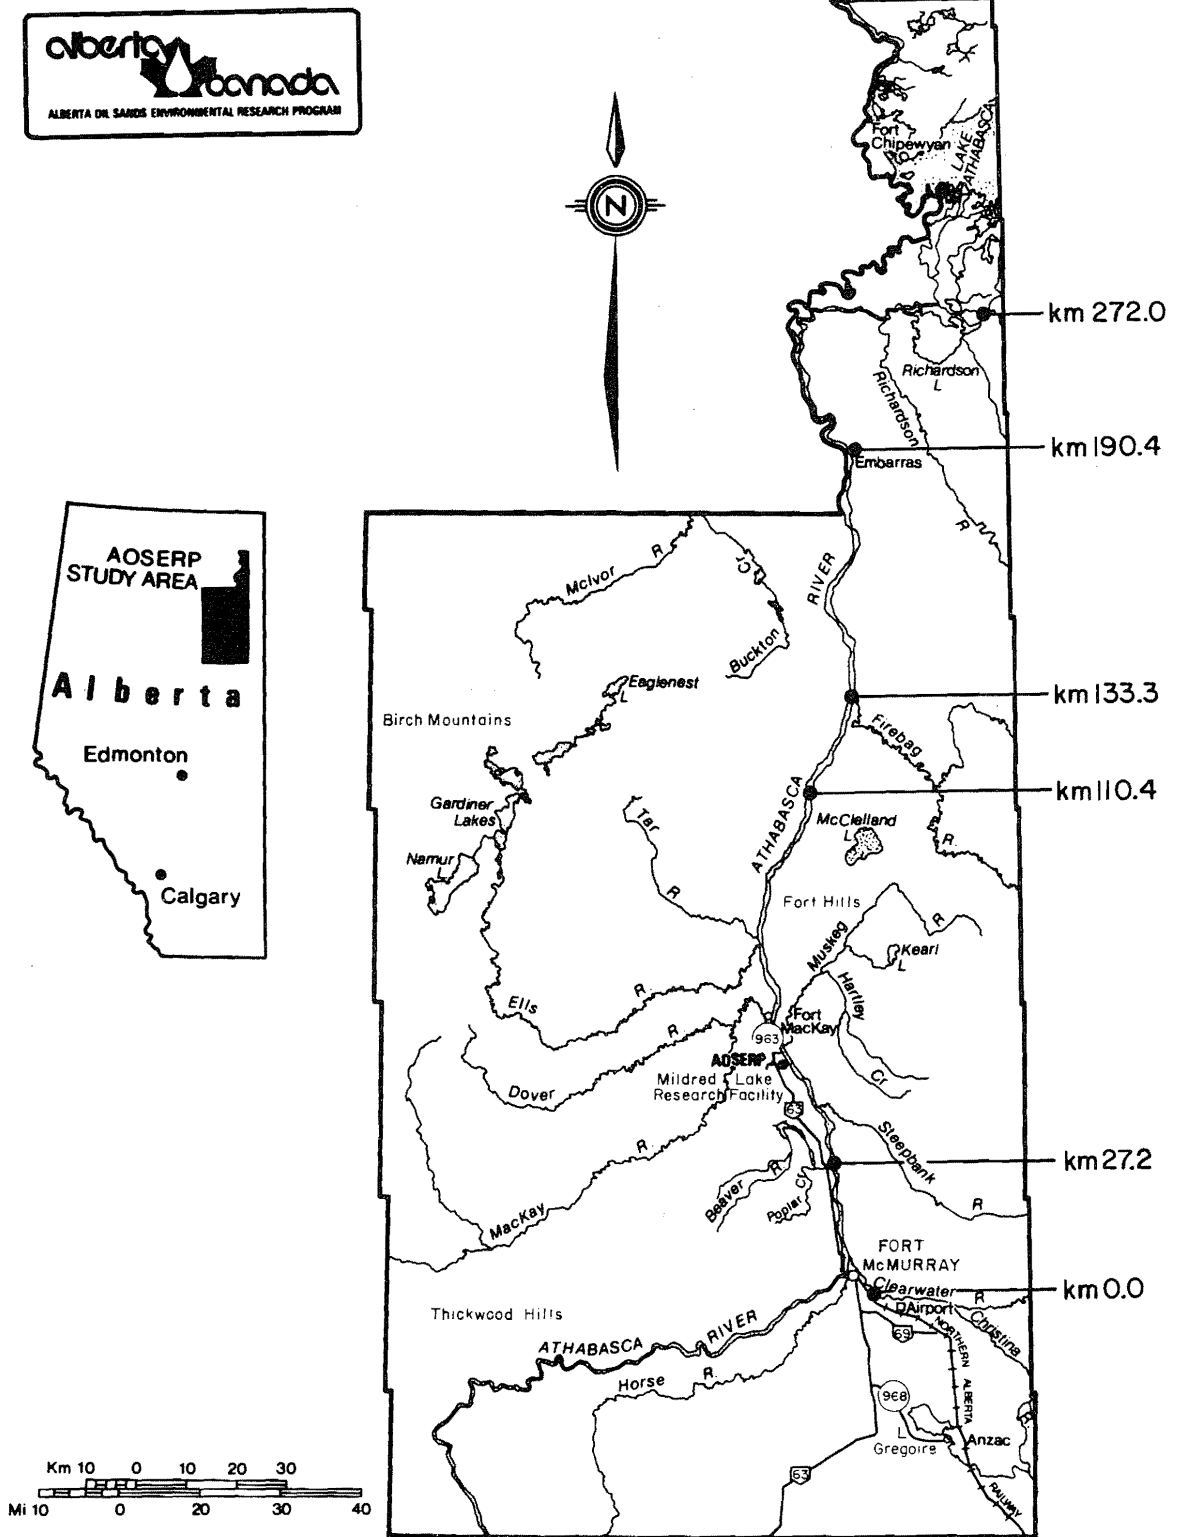 alberta
canada
ALBERTA OIL SANDS ENVIRONMENTAL RESEARCH PROGRAM
N
Fort
Chipewyan
LAKE
ATHABASCA
km 272.0
Richardson
L
Richardson
R
km 190.4
Embarras
AOSERP
STUDY AREA
Alberta
Edmonton
Calgary
McIvor R
Cr
Buckton
RIVER
Eaglenest
L
Birch Mountains
km 133.3
Firebag
R
km 110.4
ATHABASCA
McClelland
L
Gardiner
Lakes
Namur
L
Tar
R
Fort Hills
Muskeg
R
Kearl
L
Hartley
Cr
Ells
R
Fort
MacKay
963
AOSERP
Mildred Lake
Research Facility
R
Dover
63
Steepbank
R
R
MacKay
Beaver
R
Poplar Cr
km 27.2
FORT
McMURRAY
Clearwater
R
km 0.0
Airport
Christina
69
NORTHERN ALBERTA
RAILWAY
Thickwood Hills
ATHABASCA RIVER
Horse R
968
L
Gregoire
Anzac
63
Km 10 0 10 20 30
Mi 10 0 20 30 40